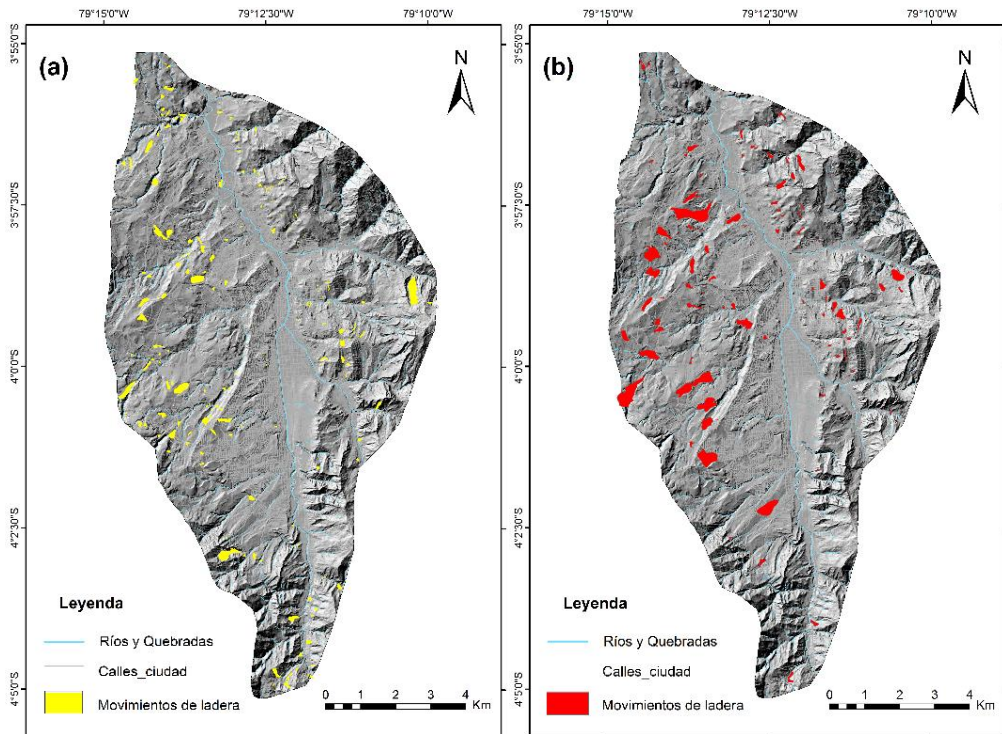 79°15'0"O 79°12'30"O 79°10'0"O
3°55'0"S
3°57'30"S
4°0'0"S
4°2'30"S
4°5'0"S
(a)
N
Leyenda
Ríos y Quebradas
Calles_ciudad
Movimientos de ladera
0 1 2 3 4
Km
79°15'0"O 79°12'30"O 79°10'0"O
3°55'0"S
3°57'30"S
4°0'0"S
4°2'30"S
4°5'0"S
(b)
N
Leyenda
Ríos y Quebradas
Calles_ciudad
Movimientos de ladera
0 1 2 3 4
Km